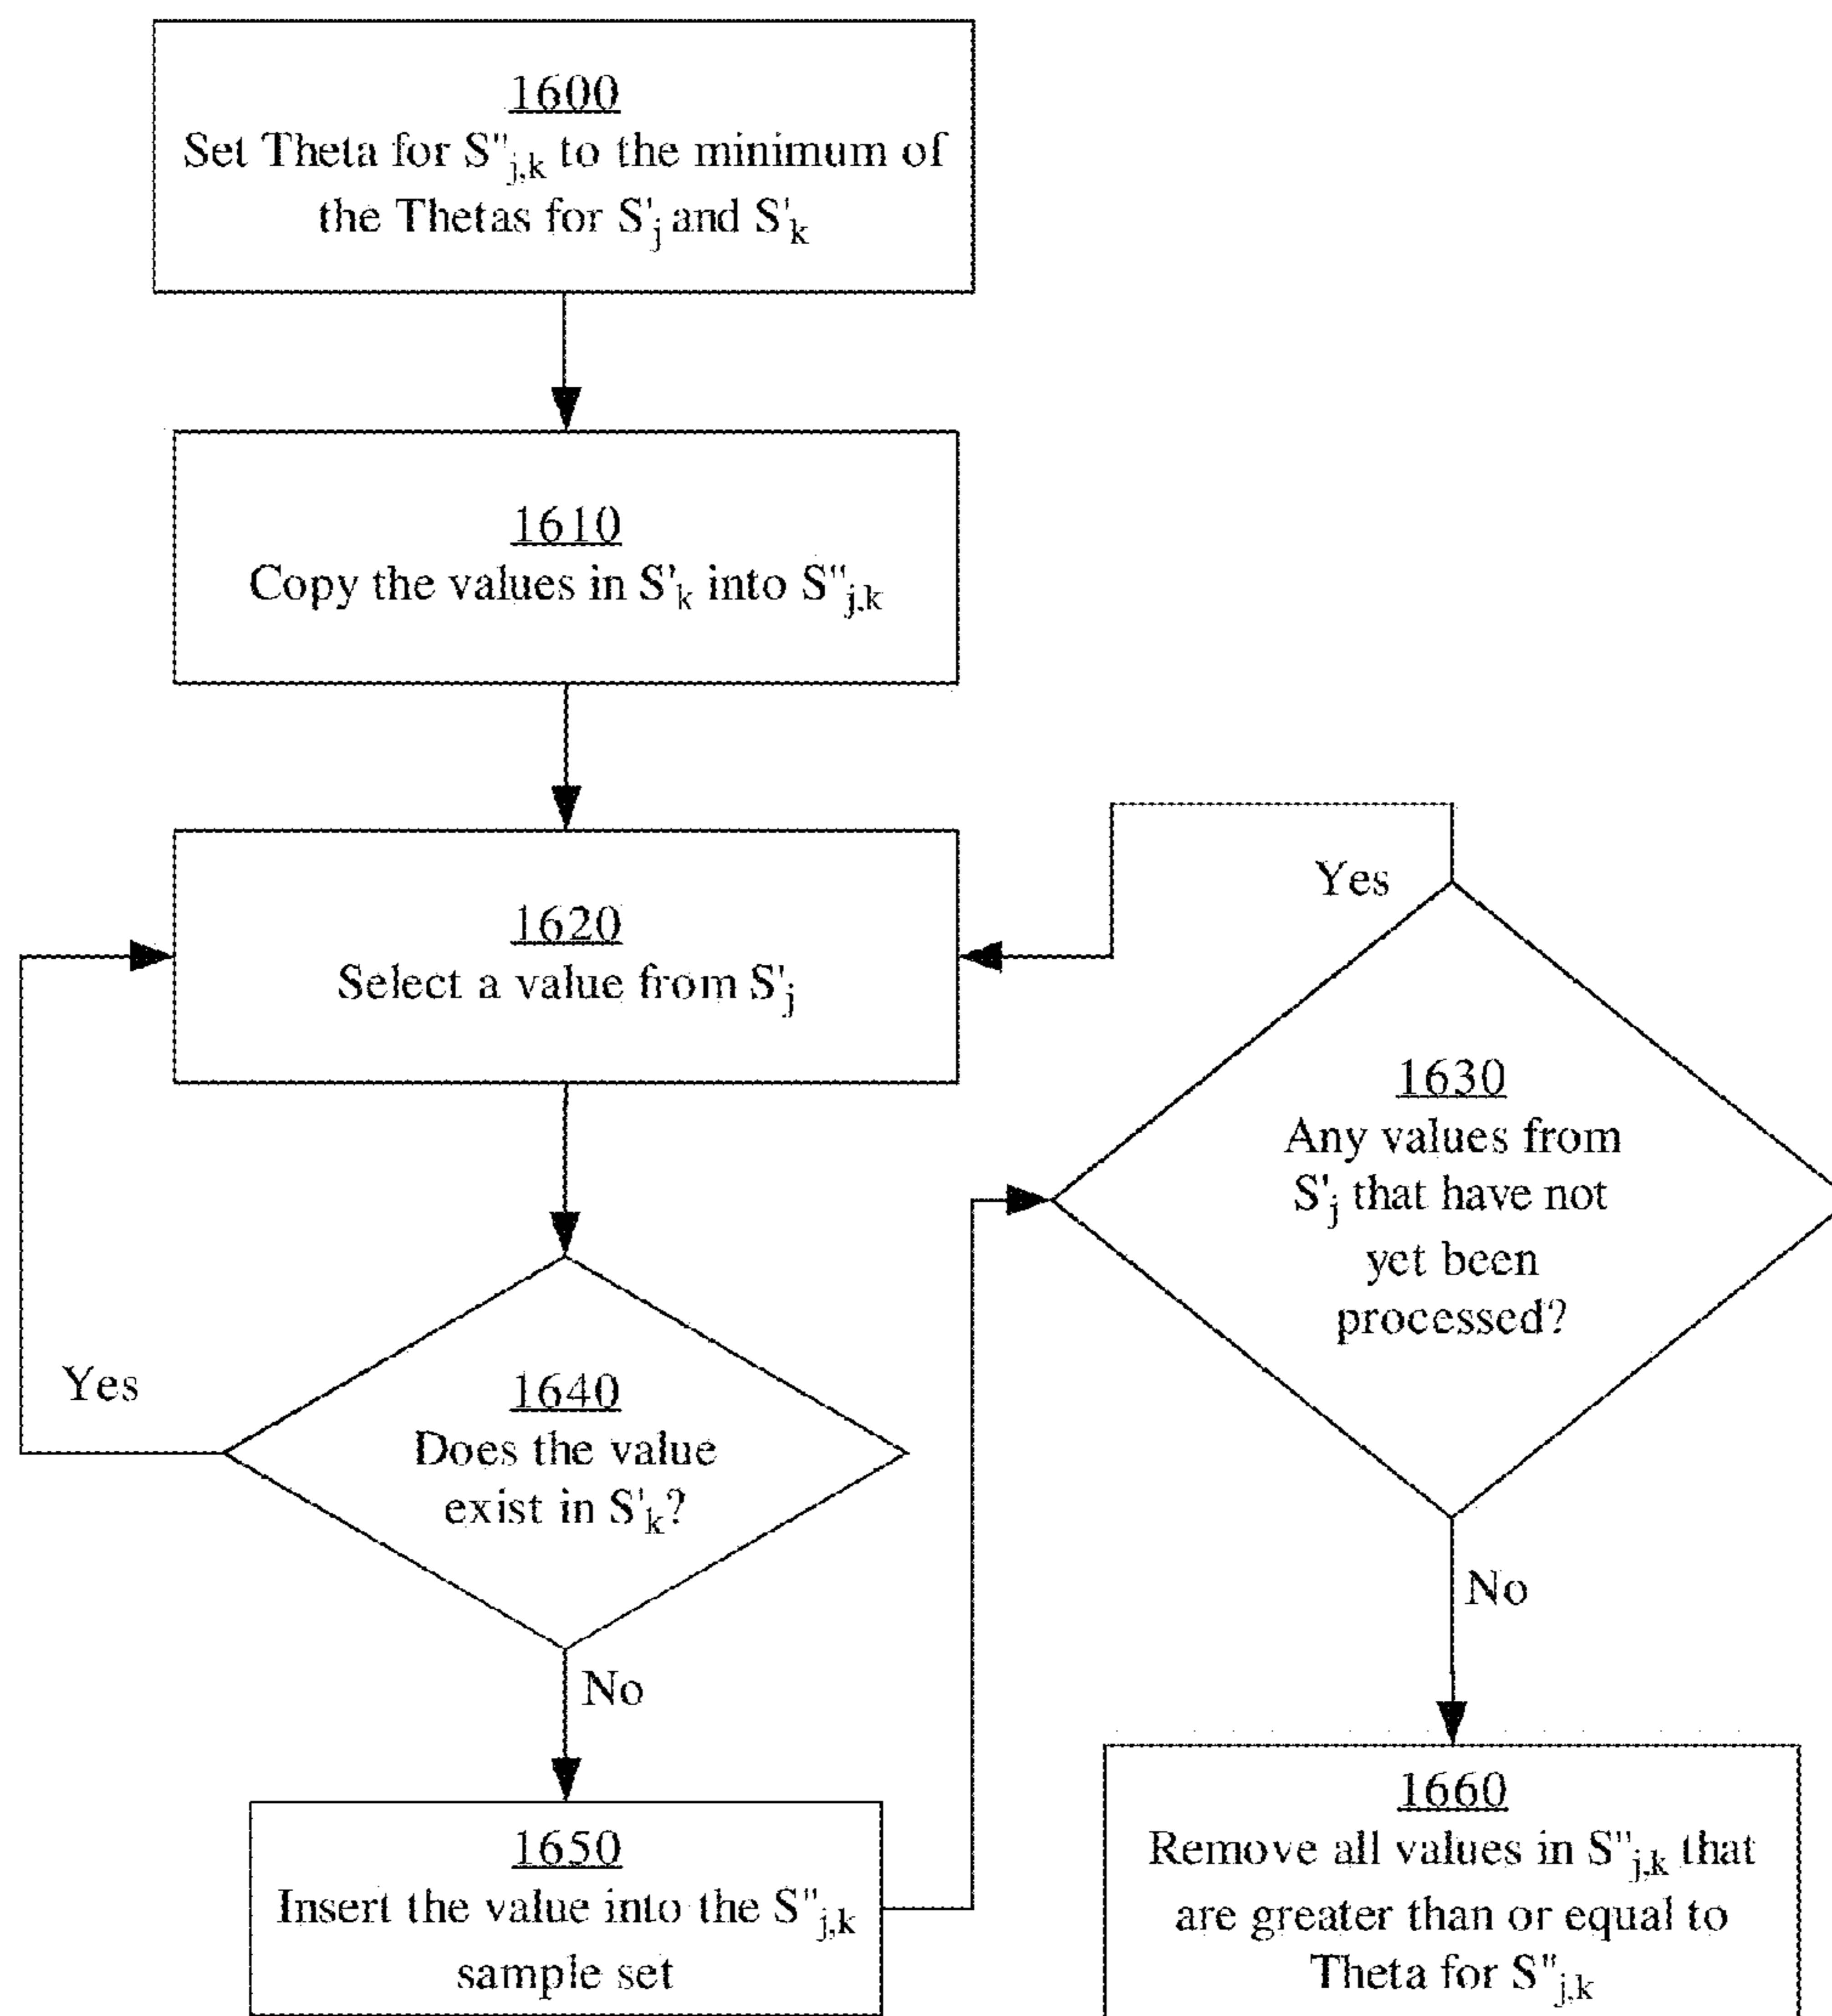 1600
Set Theta for S"j,k to the minimum of
the Thetas for S'j and S'k
1610
Copy the values in S'k into S"j,k
1620
Select a value from S'j
Yes
1630
Any values from
S'j that have not
yet been
processed?
Yes
1640
Does the value
exist in S'k?
No
No
1650
Insert the value into the S"j,k
sample set
1660
Remove all values in S"j,k that
are greater than or equal to
Theta for S"j,k